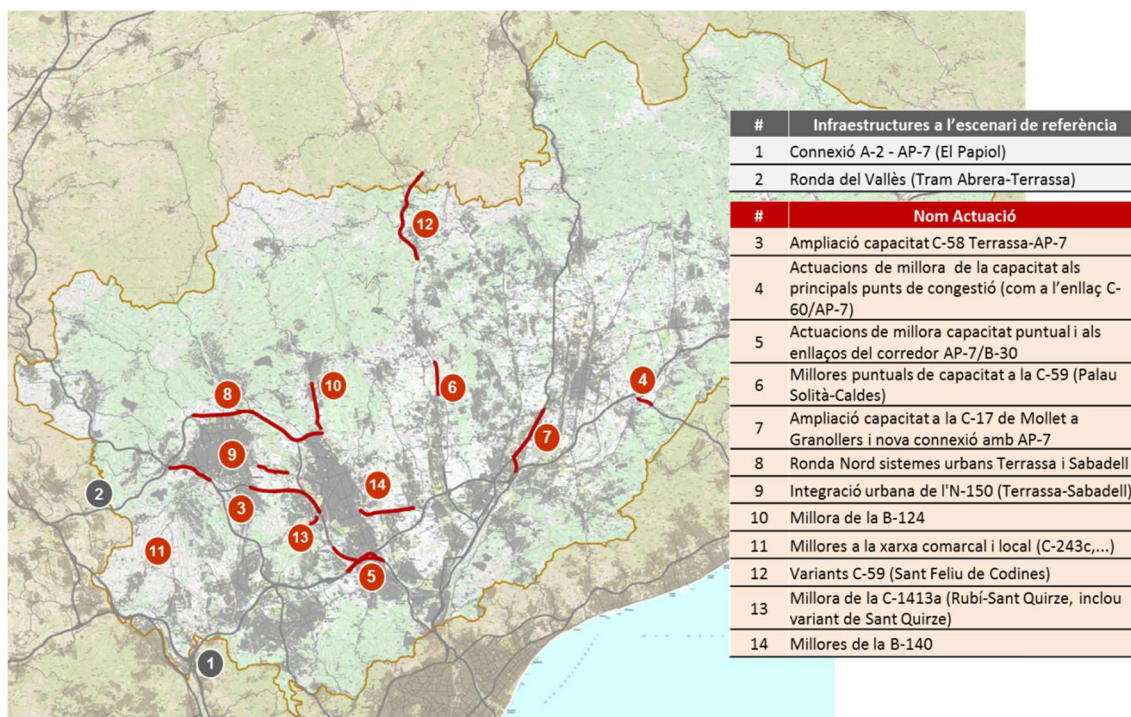 12
10
8
6
4
9
7
14
2
3
13
11
5
1
# Infraestructures a l'escenari de referència
1 Connexió A-2 - AP-7 (El Papiol)
2 Ronda del Vallès (Tram Abrera-Terrassa)
# Nom Actuació
3 Ampliació capacitat C-58 Terrassa-AP-7
4 Actuacions de millora de la capacitat als
principals punts de congestió (com a l'enllaç C-
60/AP-7)
5 Actuacions de millora capacitat puntual i als
enllaços del corredor AP-7/B-30
6 Millores puntuals de capacitat a la C-59 (Palau
Solità-Caldes)
7 Ampliació capacitat a la C-17 de Mollet a
Granollers i nova connexió amb AP-7
8 Ronda Nord sistemes urbans Terrassa i Sabadell
9 Integració urbana de l'N-150 (Terrassa-Sabadell)
10 Millora de la B-124
11 Millores a la xarxa comarcal i local (C-243c,...)
12 Variants C-59 (Sant Feliu de Codines)
13 Millora de la C-1413a (Rubí-Sant Quirze, inclou
variant de Sant Quirze)
14 Millores de la B-140